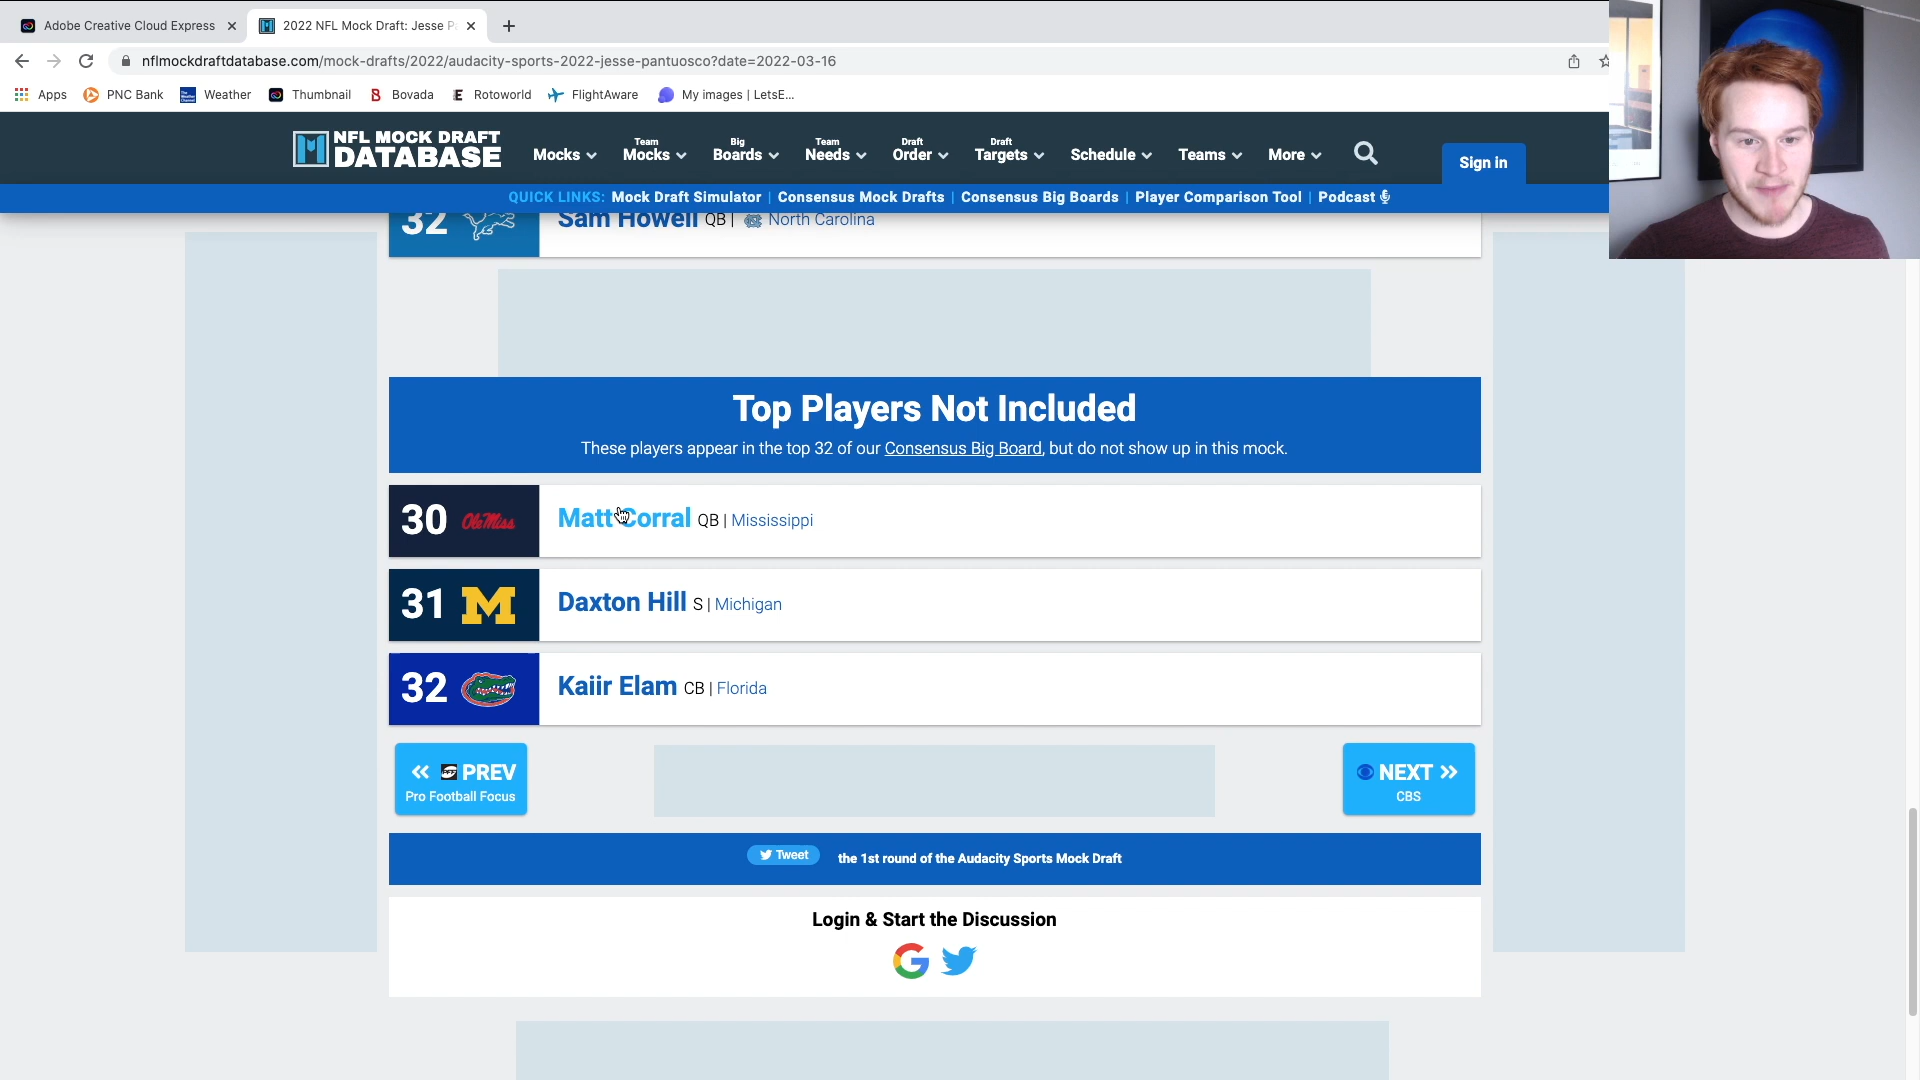 Adobe Creative Cloud Express
2022 NFL Mock Draft: Jesse P
nflmockdraftdatabase.com/mock-drafts/2022/audacity-sports-2022-jesse-pantuosco?date=2022-03-16
Apps PNC Bank Weather Thumbnail Bovada Rotoworld FlightAware My images | LetsE...
NFL MOCK DRAFT
DATABASE
Mocks
Team
Mocks
Big
Boards
Team
Needs
Draft
Order
Draft
Targets
Schedule
Teams
More
Sign in
QUICK LINKS: Mock Draft Simulator | Consensus Mock Drafts | Consensus Big Boards | Player Comparison Tool | Podcast
32 Sam Howell QB | North Carolina
Top Players Not Included
These players appear in the top 32 of our Consensus Big Board, but do not show up in this mock.
30 Ole Miss Matt Corral QB | Mississippi
31 M Daxton Hill S | Michigan
32 Kaiir Elam CB | Florida
« PFF PREV
Pro Football Focus
NEXT »
CBS
Tweet the 1st round of the Audacity Sports Mock Draft
Login & Start the Discussion